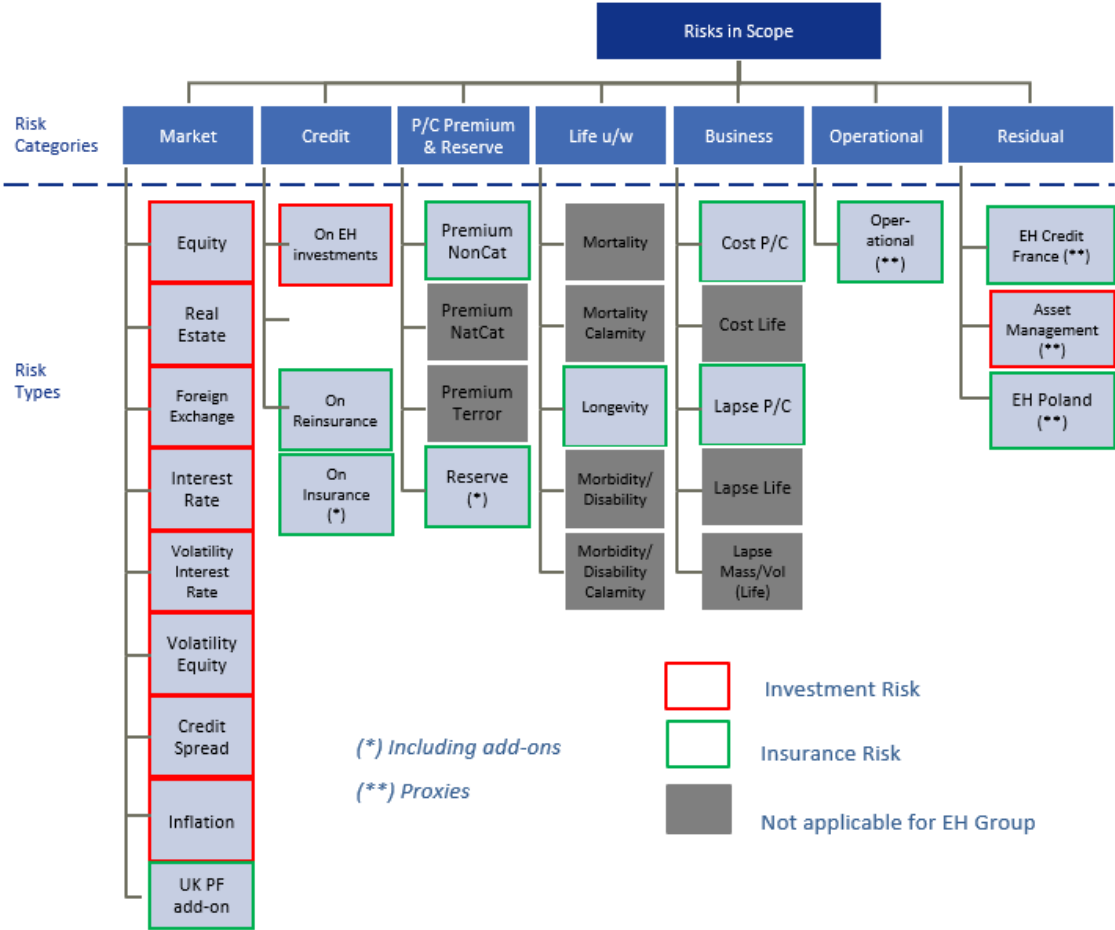 Risks in Scope
Risk
Categories
Market
Credit
P/C Premium
& Reserve
Life u/w
Business
Operational
Residual
Risk
Types
Equity
Real
Estate
Foreign
Exchange
Interest
Rate
Volatility
Interest
Rate
Volatility
Equity
Credit
Spread
Inflation
UK PF
add-on
On EH
investments
On
Reinsurance
On
Insurance
(*)
Premium
NonCat
Premium
NatCat
Premium
Terror
Reserve
(*)
Mortality
Mortality
Calamity
Longevity
Morbidity/
Disability
Morbidity/
Disability
Calamity
Cost P/C
Cost Life
Lapse P/C
Lapse Life
Lapse
Mass/Vol
(Life)
Oper-
ational
(**)
EH Credit
France (**)
Asset
Management
(**)
EH Poland
(**)
(*) Including add-ons
(**) Proxies
Investment Risk
Insurance Risk
Not applicable for EH Group